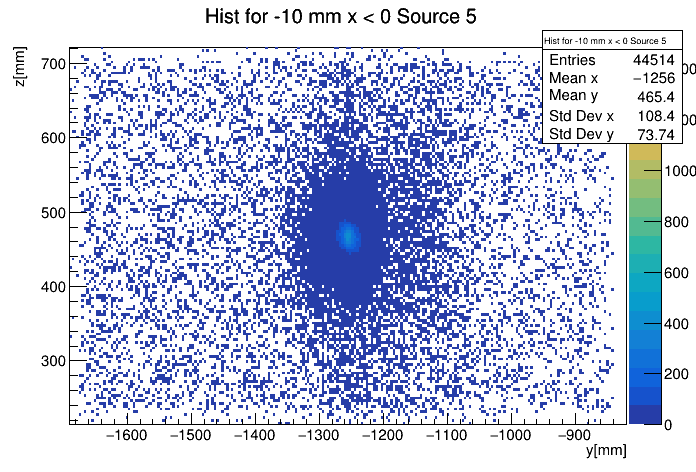 Hist for -10 mm x < 0 Source 5
Hist for -10 mm x < 0 Source 5
Entries 44514
Mean x −1256
Mean y 465.4
Std Dev x 108.4
Std Dev y 73.74
z[mm]
700
600
500
400
300
−1600 −1500 −1400 −1300 −1200 −1100 −1000 −900
y[mm]
1000
800
600
400
200
0